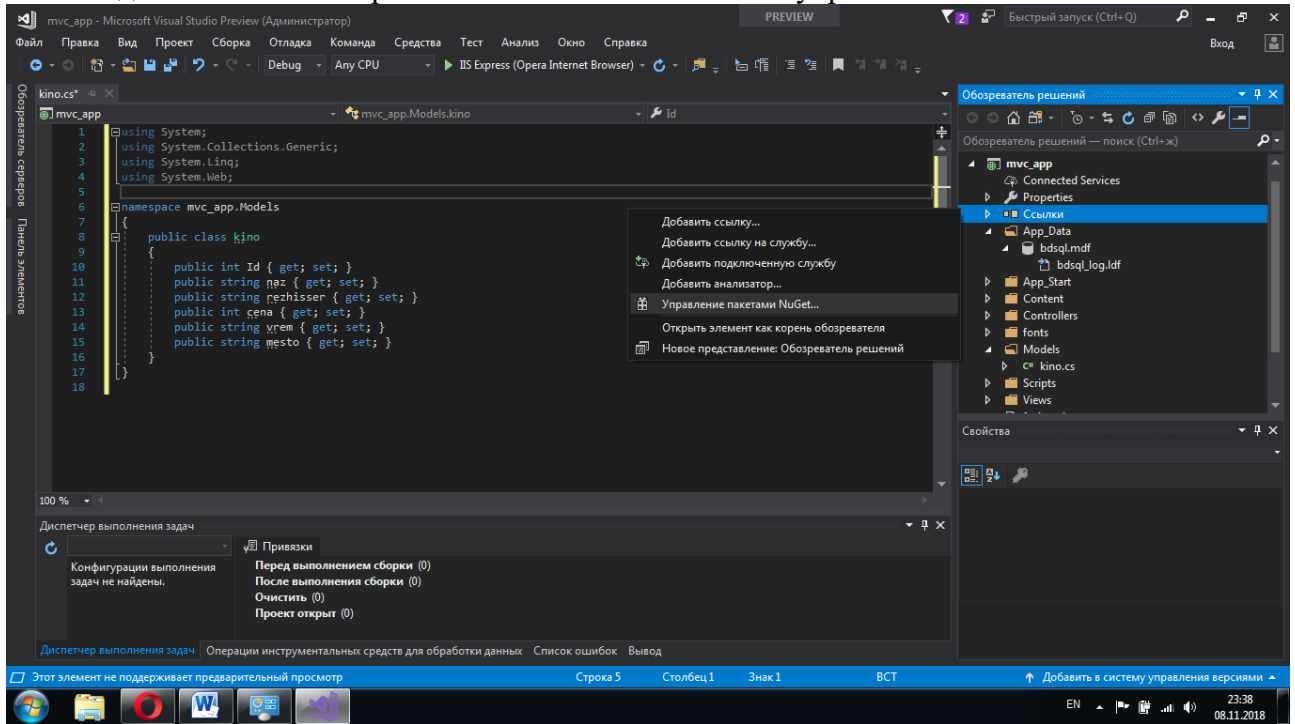 mvc_app - Microsoft Visual Studio Preview (Администратор)
PREVIEW
2
Быстрый запуск (Ctrl+Q)
Файл Правка Вид Проект Сборка Отладка Команда Средства Тест Анализ Окно Справка
Вход
Debug Any CPU IIS Express (Opera Internet Browser)
Обозреватель серверов
Панель элементов
kino.cs*
mvc_app mvc_app.Models.kino Id
1 using System;
2 using System.Collections.Generic;
3 using System.Linq;
4 using System.Web;
5
6 namespace mvc_app.Models
7 {
8 public class kino
9 {
10 public int Id { get; set; }
11 public string naz { get; set; }
12 public string rezhisser { get; set; }
13 public int cena { get; set; }
14 public string vrem { get; set; }
15 public string mesto { get; set; }
16 }
17 }
18
100 %
Добавить ссылку...
Добавить ссылку на службу...
Добавить подключенную службу
Добавить анализатор...
Управление пакетами NuGet...
Открыть элемент как корень обозревателя
Новое представление: Обозреватель решений
Обозреватель решений
Обозреватель решений — поиск (Ctrl+ж)
mvc_app
Connected Services
Properties
Ссылки
App_Data
bdsql.mdf
bdsql_log.ldf
App_Start
Content
Controllers
fonts
Models
C# kino.cs
Scripts
Views
Свойства
Диспетчер выполнения задач
Привязки
Конфигурации выполнения
задач не найдены.
Перед выполнением сборки (0)
После выполнения сборки (0)
Очистить (0)
Проект открыт (0)
Диспетчер выполнения задач Операции инструментальных средств для обработки данных Список ошибок Вывод
Этот элемент не поддерживает предварительный просмотр Строка 5 Столбец 1 Знак 1 ВСТ Добавить в систему управления версиями
EN
23:38
08.11.2018